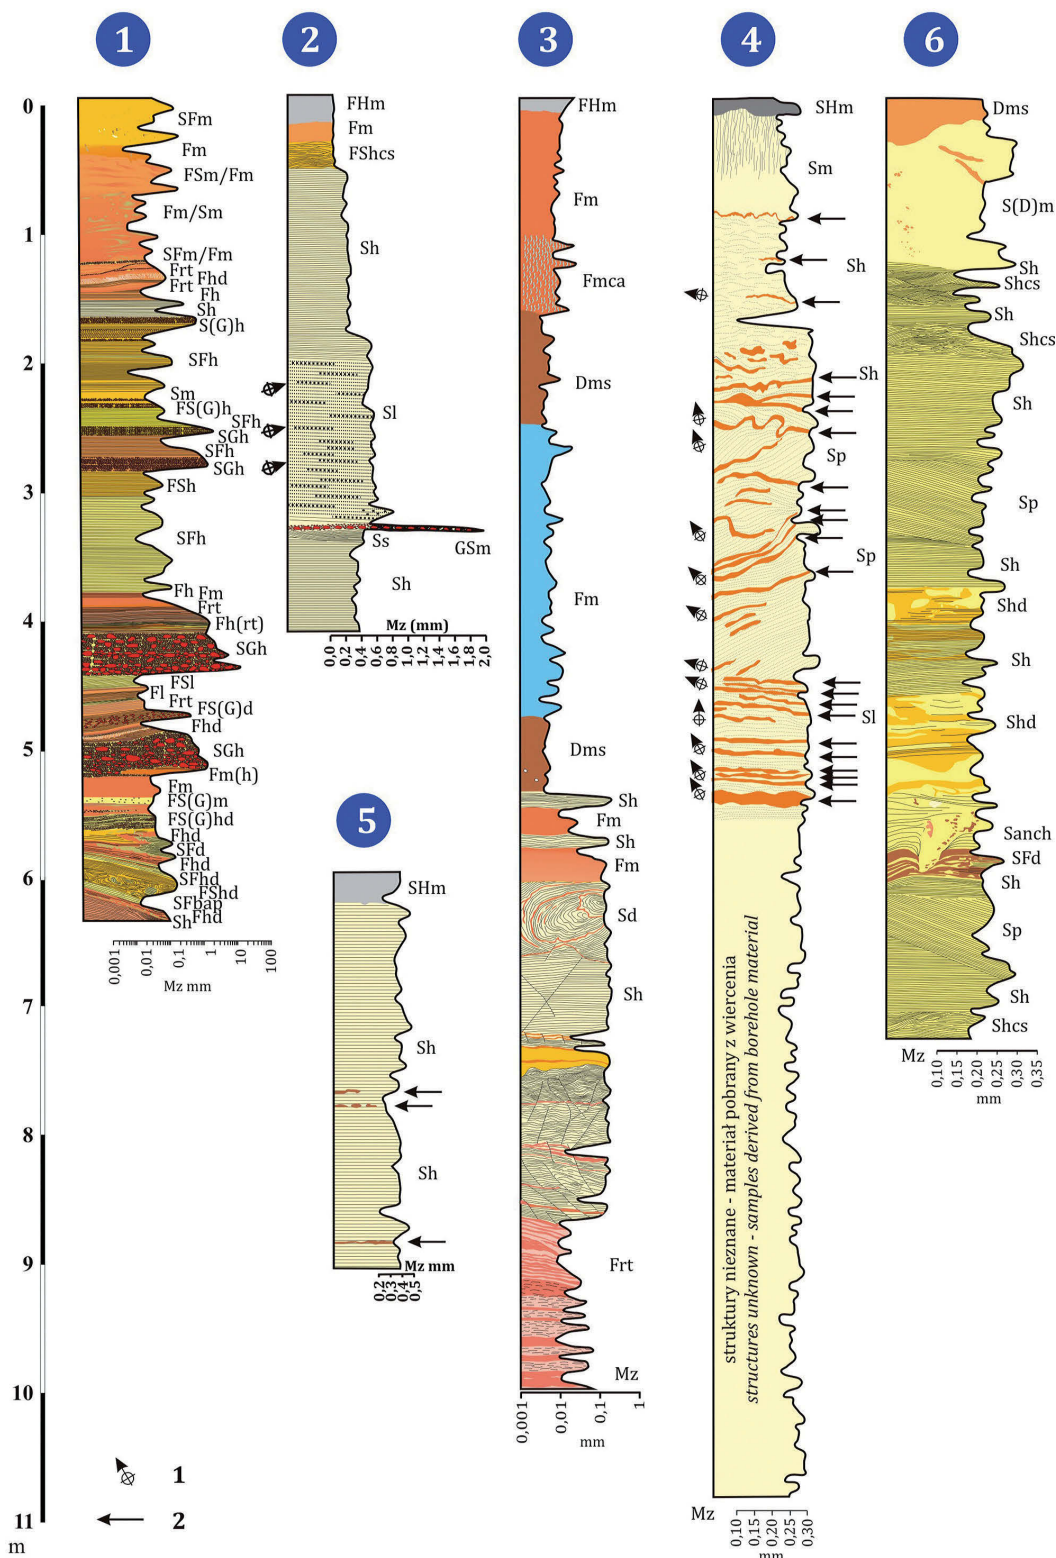 1
2
3
4
6
0
1
2
3
4
5
6
7
8
9
10
11
m
SFm
Fm
FSm/Fm
Fm/Sm
SFm/Fm
Frt
Fhd
Frt
Fh
Sh
S(G)h
SFh
Sm
FS(G)h
SFh
SGh
SFh
SGh
FSh
SFh
Fh Fm
Frt
Fh(rt)
SGh
FSl
Fl
Frt
FS(G)d
Fhd
SGh
Fm(h)
Fm
FS(G)m
FS(G)hd
Fhd
SFd
Fhd
SFhd
FShd
SFbap
ShFhd
0,001
0,01
0,1
1
10
100
Mz mm
FHm
Fm
FShcs
Sh
Sl
Ss
GSm
Sh
Mz (mm)
0,0
0,2
0,4
0,6
0,8
1,0
1,2
1,4
1,6
1,8
2,0
5
SHm
Sh
Sh
Mz mm
0,2
0,3
0,4
0,5
FHm
Fm
Fmca
Dms
Fm
Dms
Sh
Fm
Sh
Fm
Sd
Sh
Frt
Mz
0,001
0,01
0,1
1
mm
SHm
Sm
Sh
Sh
Sp
Sp
Sl
struktury nieznane - materiał pobrany z wiercenia
structures unknown - samples derived from borehole material
Mz
0,10
0,15
0,20
0,25
0,30
mm
Dms
S(D)m
Sh
Shcs
Sh
Shcs
Sh
Sp
Sh
Shd
Sh
Shd
Sanch
SFd
Sh
Sp
Sh
Shcs
Mz
0,10
0,15
0,20
0,25
0,30
0,35
mm
1
2